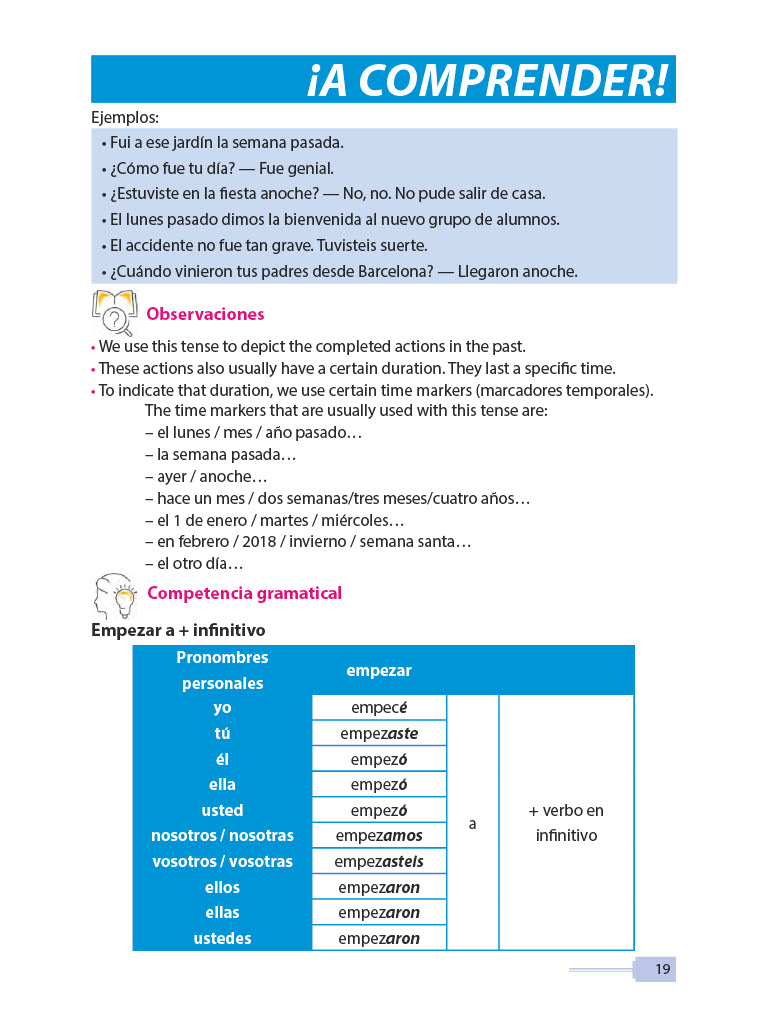 ¡A COMPRENDER!
Ejemplos:
• Fui a ese jardín la semana pasada.
• ¿Cómo fue tu día? — Fue genial.
• ¿Estuviste en la fiesta anoche? — No, no. No pude salir de casa.
• El lunes pasado dimos la bienvenida al nuevo grupo de alumnos.
• El accidente no fue tan grave. Tuvisteis suerte.
• ¿Cuándo vinieron tus padres desde Barcelona? — Llegaron anoche.
?
Observaciones
• We use this tense to depict the completed actions in the past.
• These actions also usually have a certain duration. They last a specific time.
• To indicate that duration, we use certain time markers (marcadores temporales).
The time markers that are usually used with this tense are:
– el lunes / mes / año pasado…
– la semana pasada…
– ayer / anoche…
– hace un mes / dos semanas/tres meses/cuatro años…
– el 1 de enero / martes / miércoles…
– en febrero / 2018 / invierno / semana santa…
– el otro día…
Competencia gramatical
Empezar a + infinitivo
Pronombres
personales
empezar
yo empecé
tú empezaste
él empezó
ella empezó
usted empezó
nosotros / nosotras empezamos
vosotros / vosotras empezasteis
ellos empezaron
ellas empezaron
ustedes empezaron
a
+ verbo en
infinitivo
19